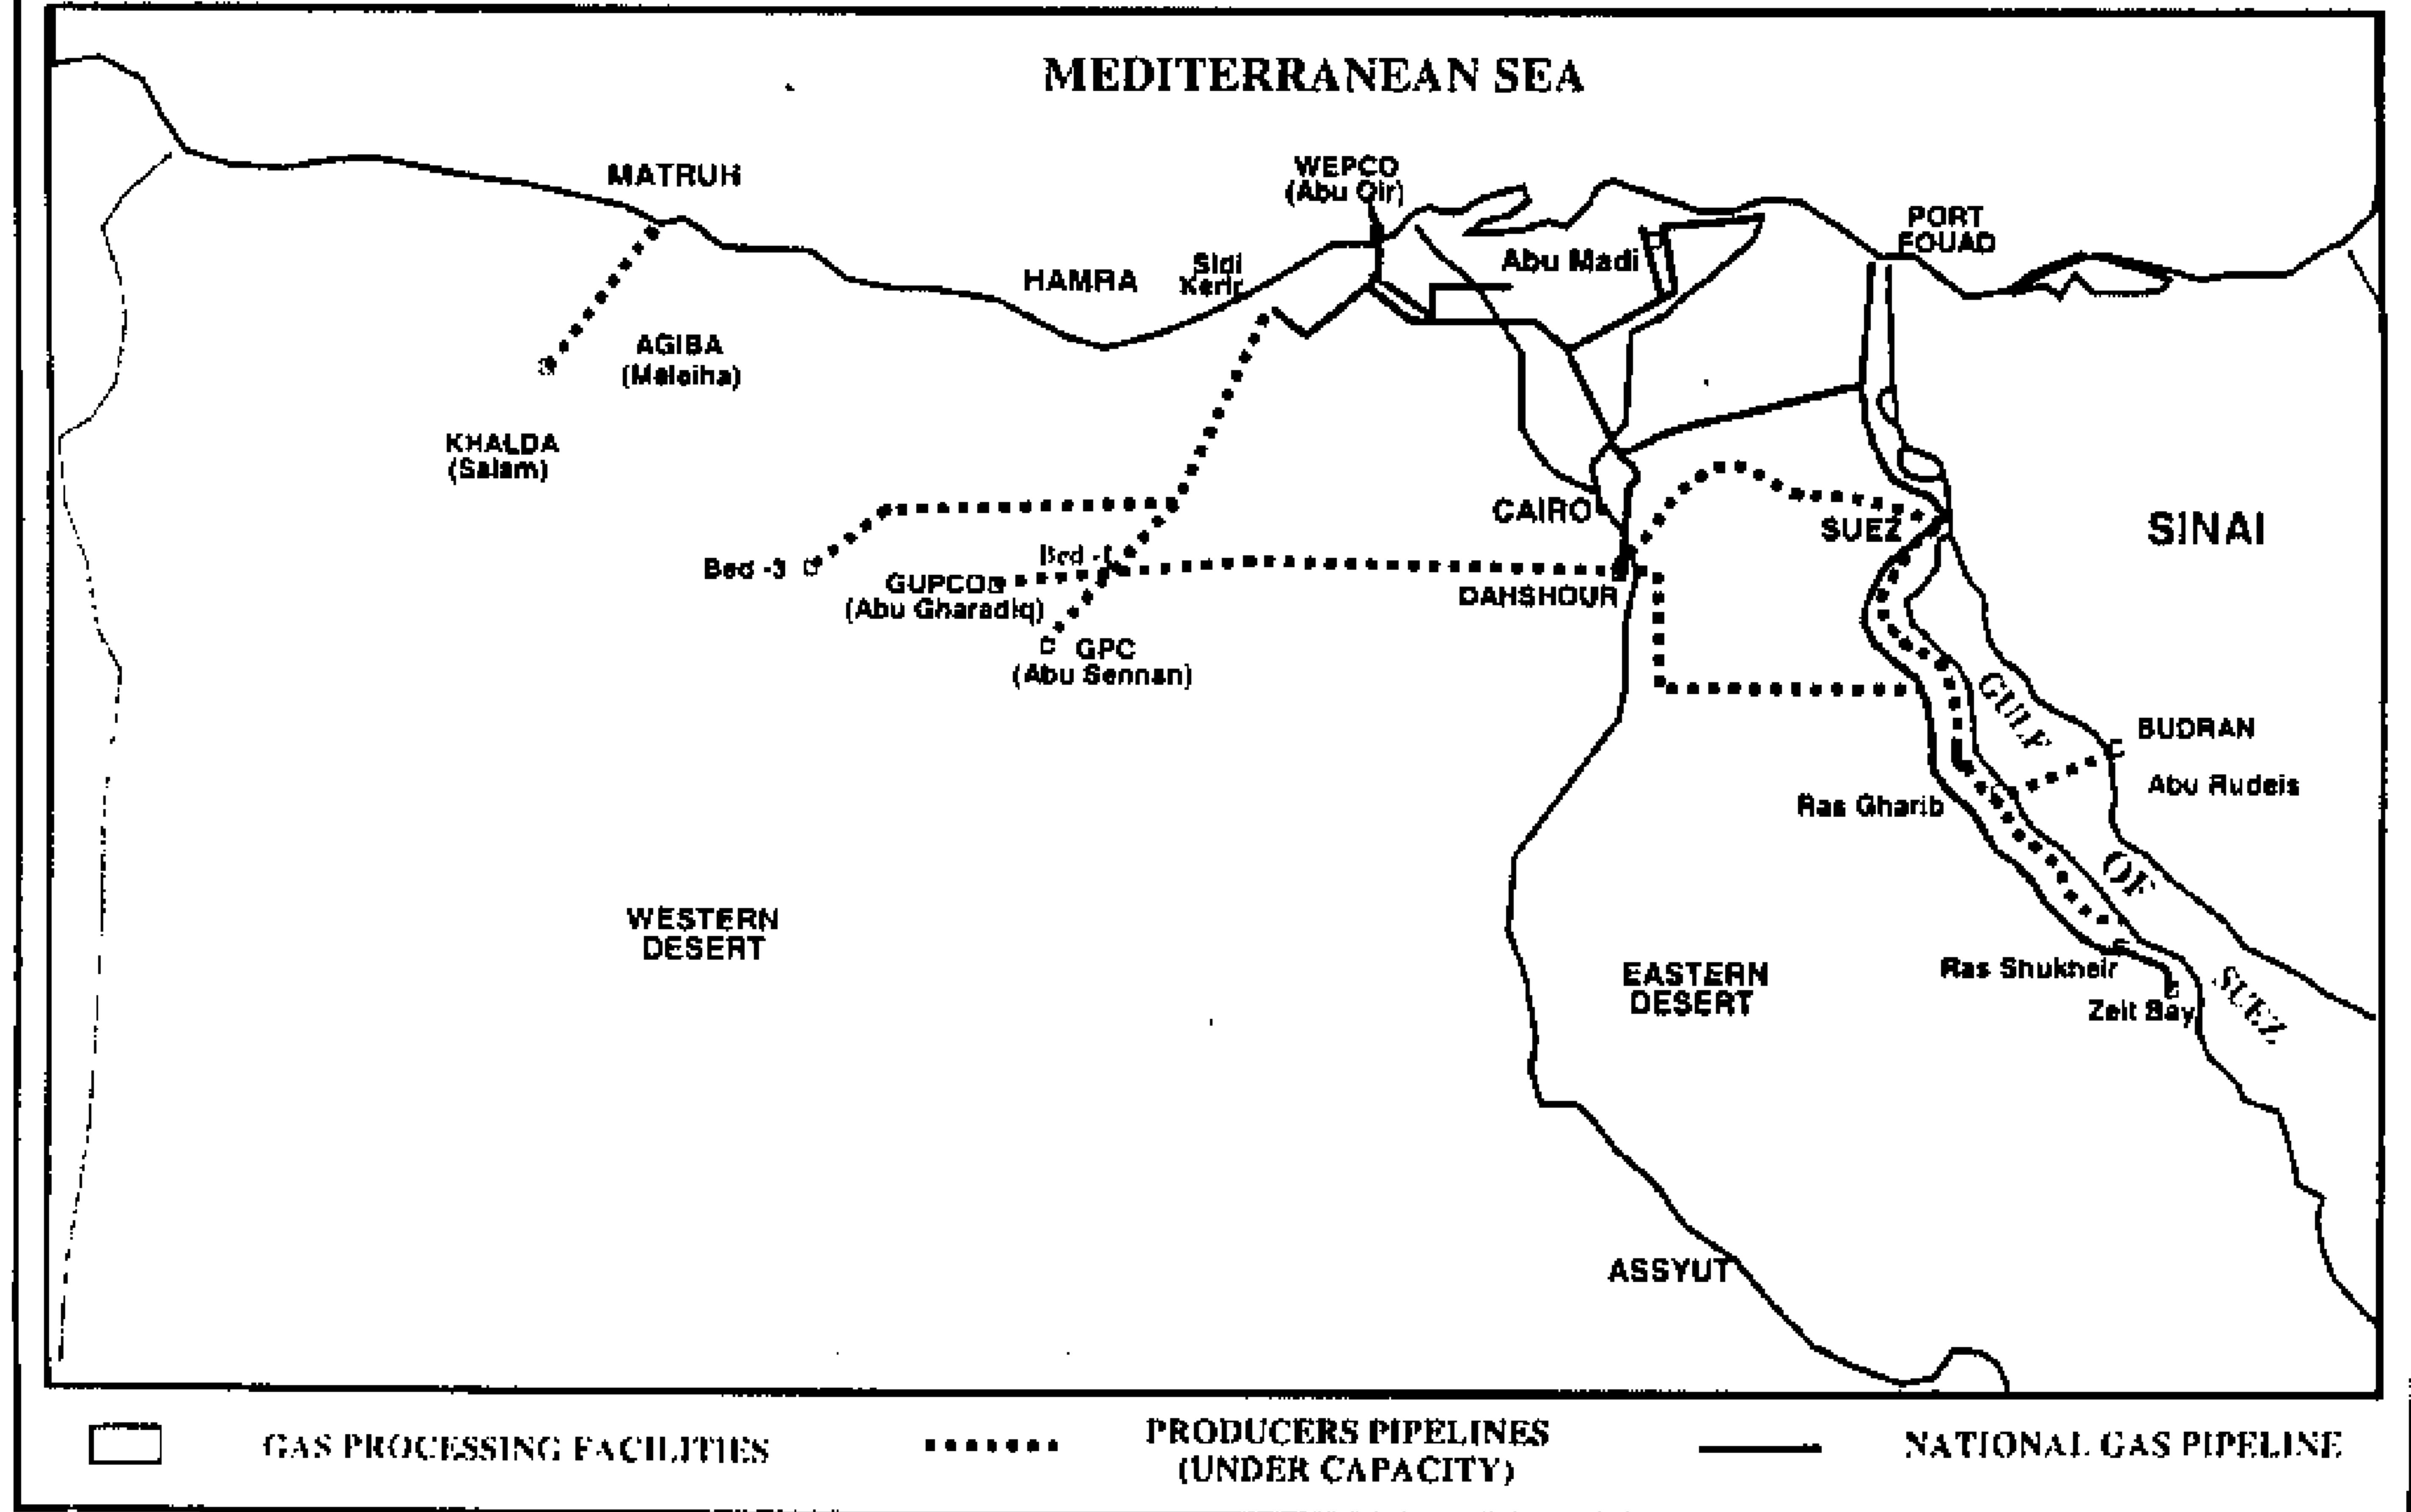 MEDITERRANEAN SEA
WEPCO
(Abu Qir)
MATRUH
PORT
FOUAD
Sidi
Kerir
HAMRA
Abu Madi
AGIBA
(Meleiha)
KHALDA
(Salam)
CAIRO
SUEZ
SINAI
Bed -3
Bed -1
GUPCO
(Abu Gharadiq)
DAHSHOUR
GPC
(Abu Sennan)
GULF
OF
SUEZ
BUDRAN
Abu Rudeis
Ras Gharib
WESTERN
DESERT
EASTERN
DESERT
Ras Shukheir
Zeit Bay
ASSYUT
GAS PROCESSING FACILITIES
PRODUCERS PIPELINES
(UNDER CAPACITY)
NATIONAL GAS PIPELINE